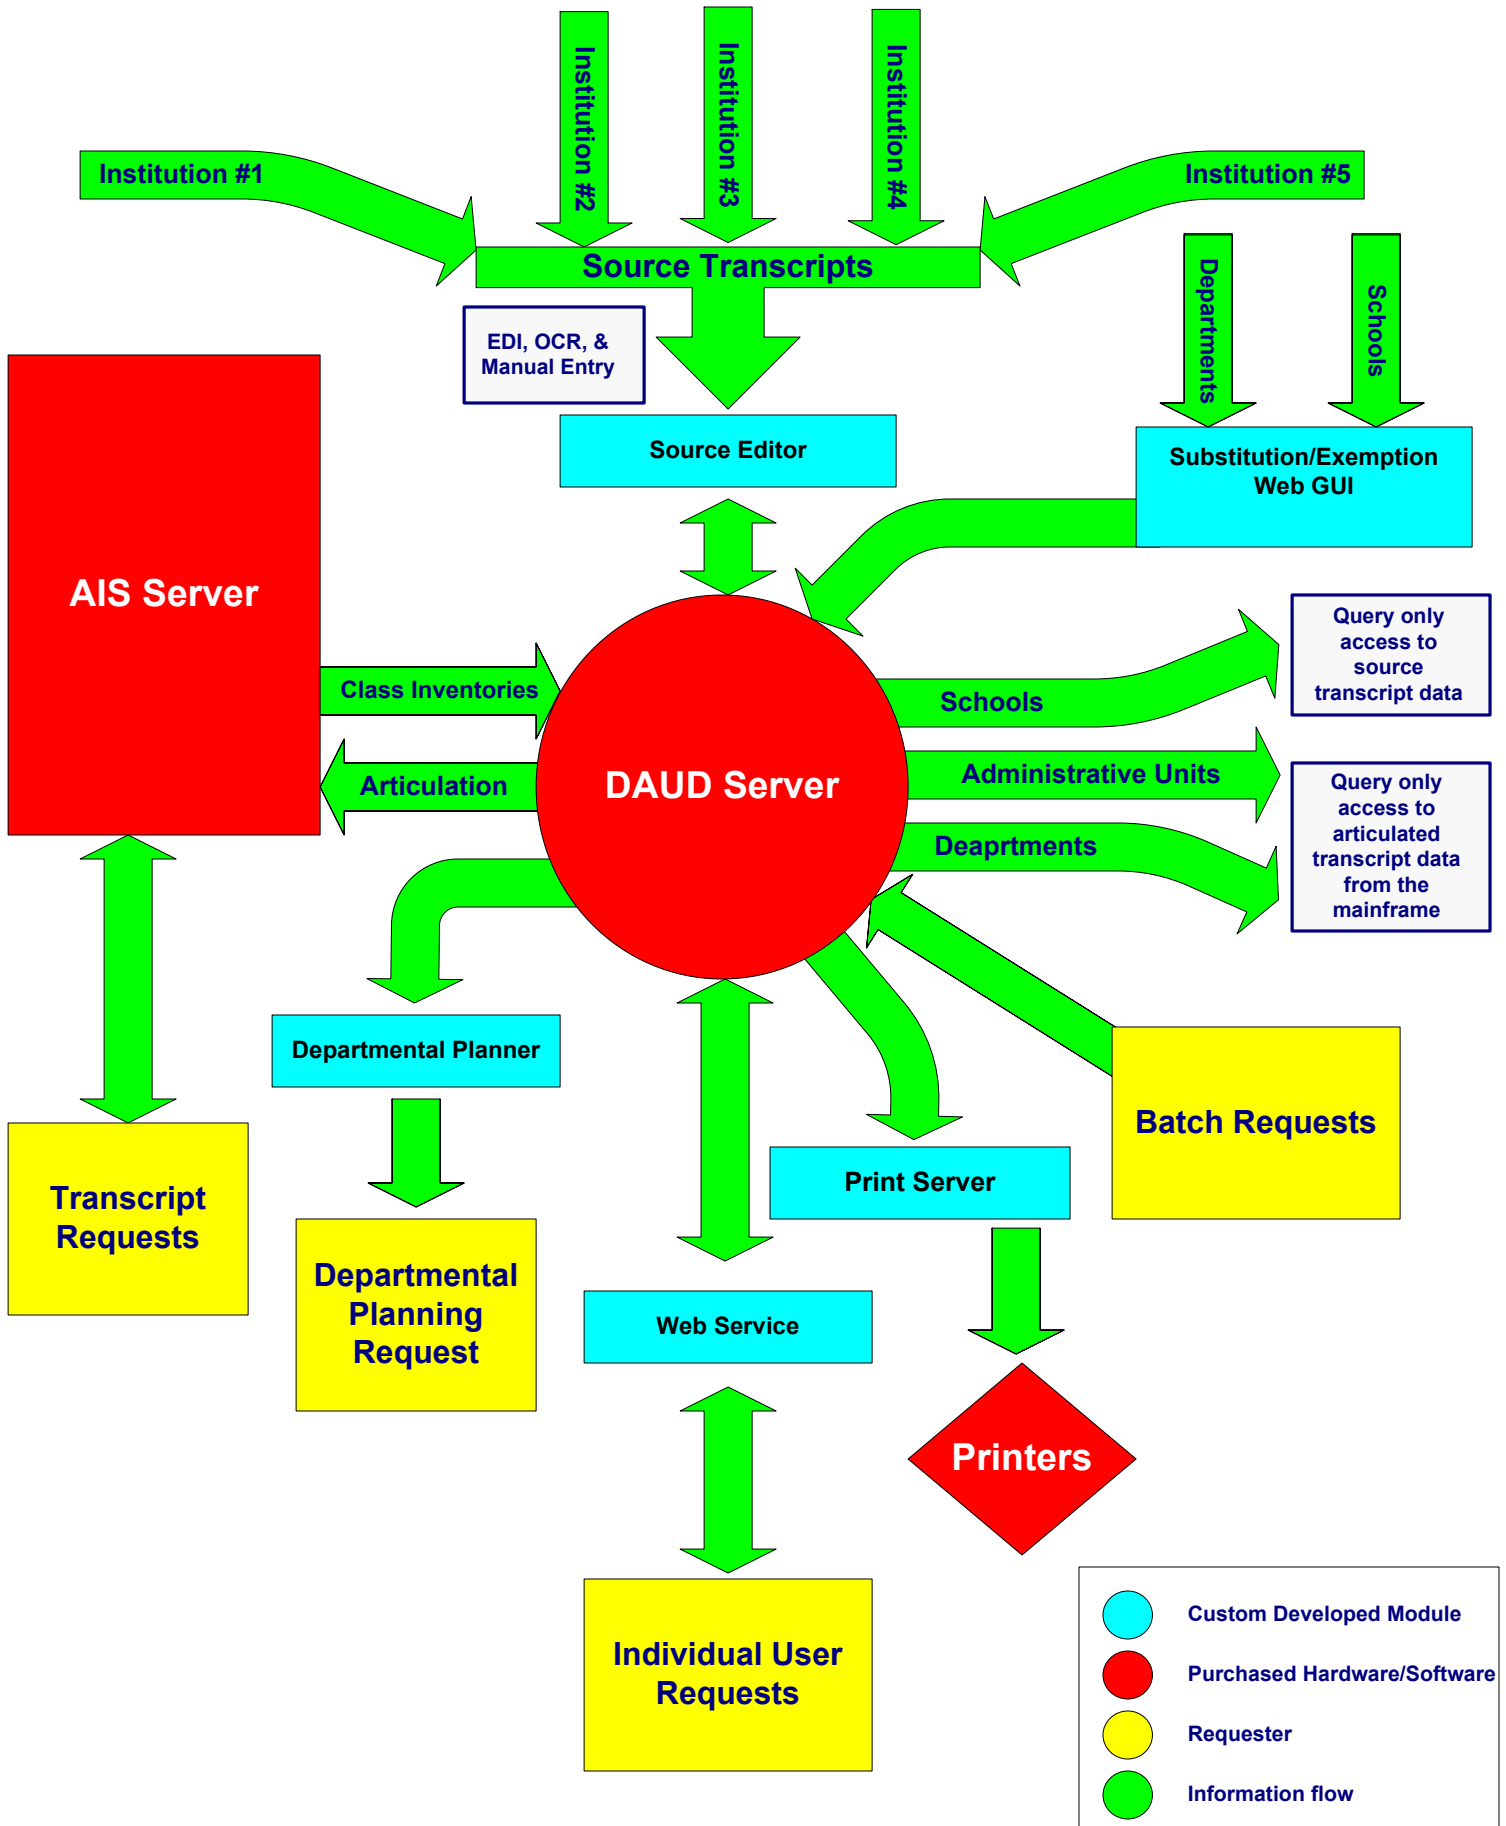 Institution #1
Institution #2
Institution #3
Institution #4
Institution #5
Source Transcripts
Departments
Schools
EDI, OCR, &
Manual Entry
Source Editor
Substitution/Exemption
Web GUI
AIS Server
Class Inventories
Articulation
DAUD Server
Schools
Administrative Units
Deaprtments
Query only
access to
source
transcript data
Query only
access to
articulated
transcript data
from the
mainframe
Departmental Planner
Batch Requests
Print Server
Transcript
Requests
Departmental
Planning
Request
Web Service
Printers
Individual User
Requests
Custom Developed Module
Purchased Hardware/Software
Requester
Information flow